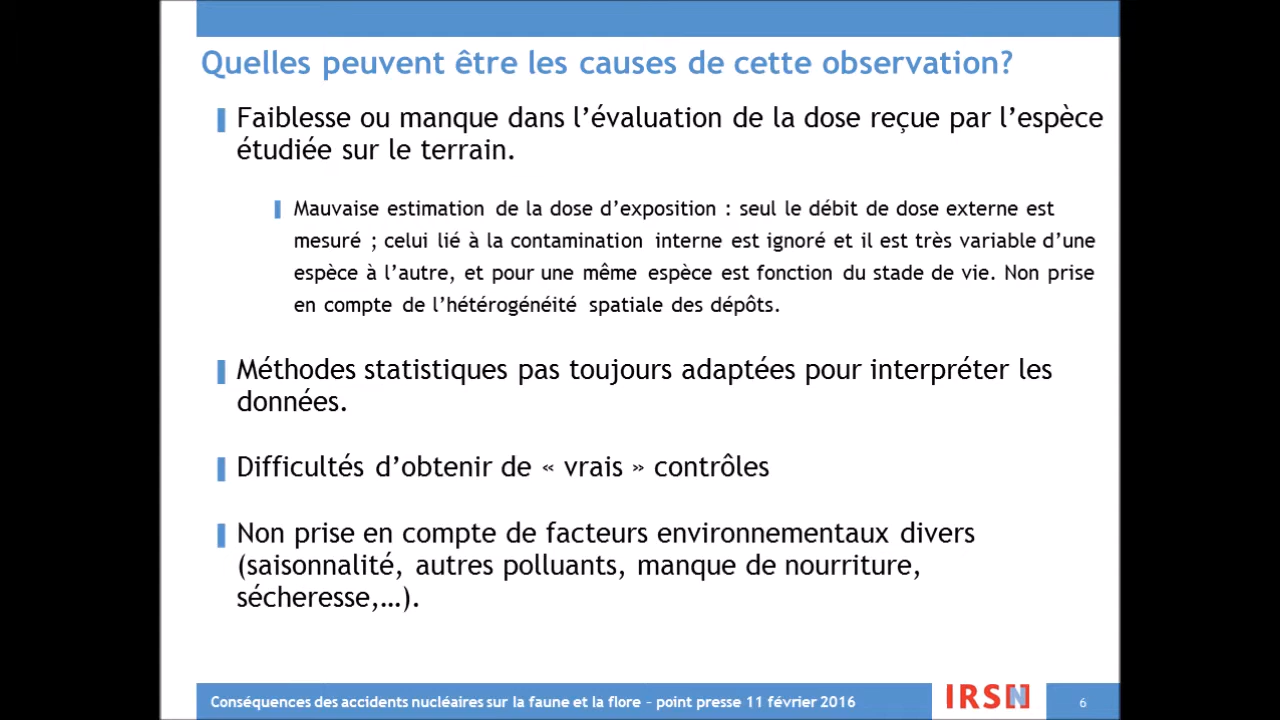 Quelles peuvent être les causes de cette observation?
Faiblesse ou manque dans l’évaluation de la dose reçue par l’espèce
étudiée sur le terrain.
Mauvaise estimation de la dose d’exposition : seul le débit de dose externe est
mesuré ; celui lié à la contamination interne est ignoré et il est très variable d’une
espèce à l’autre, et pour une même espèce est fonction du stade de vie. Non prise
en compte de l’hétérogénéité spatiale des dépôts.
Méthodes statistiques pas toujours adaptées pour interpréter les
données.
Difficultés d’obtenir de « vrais » contrôles
Non prise en compte de facteurs environnementaux divers
(saisonnalité, autres polluants, manque de nourriture,
sécheresse,…).
Conséquences des accidents nucléaires sur la faune et la flore – point presse 11 février 2016
IRSN
6